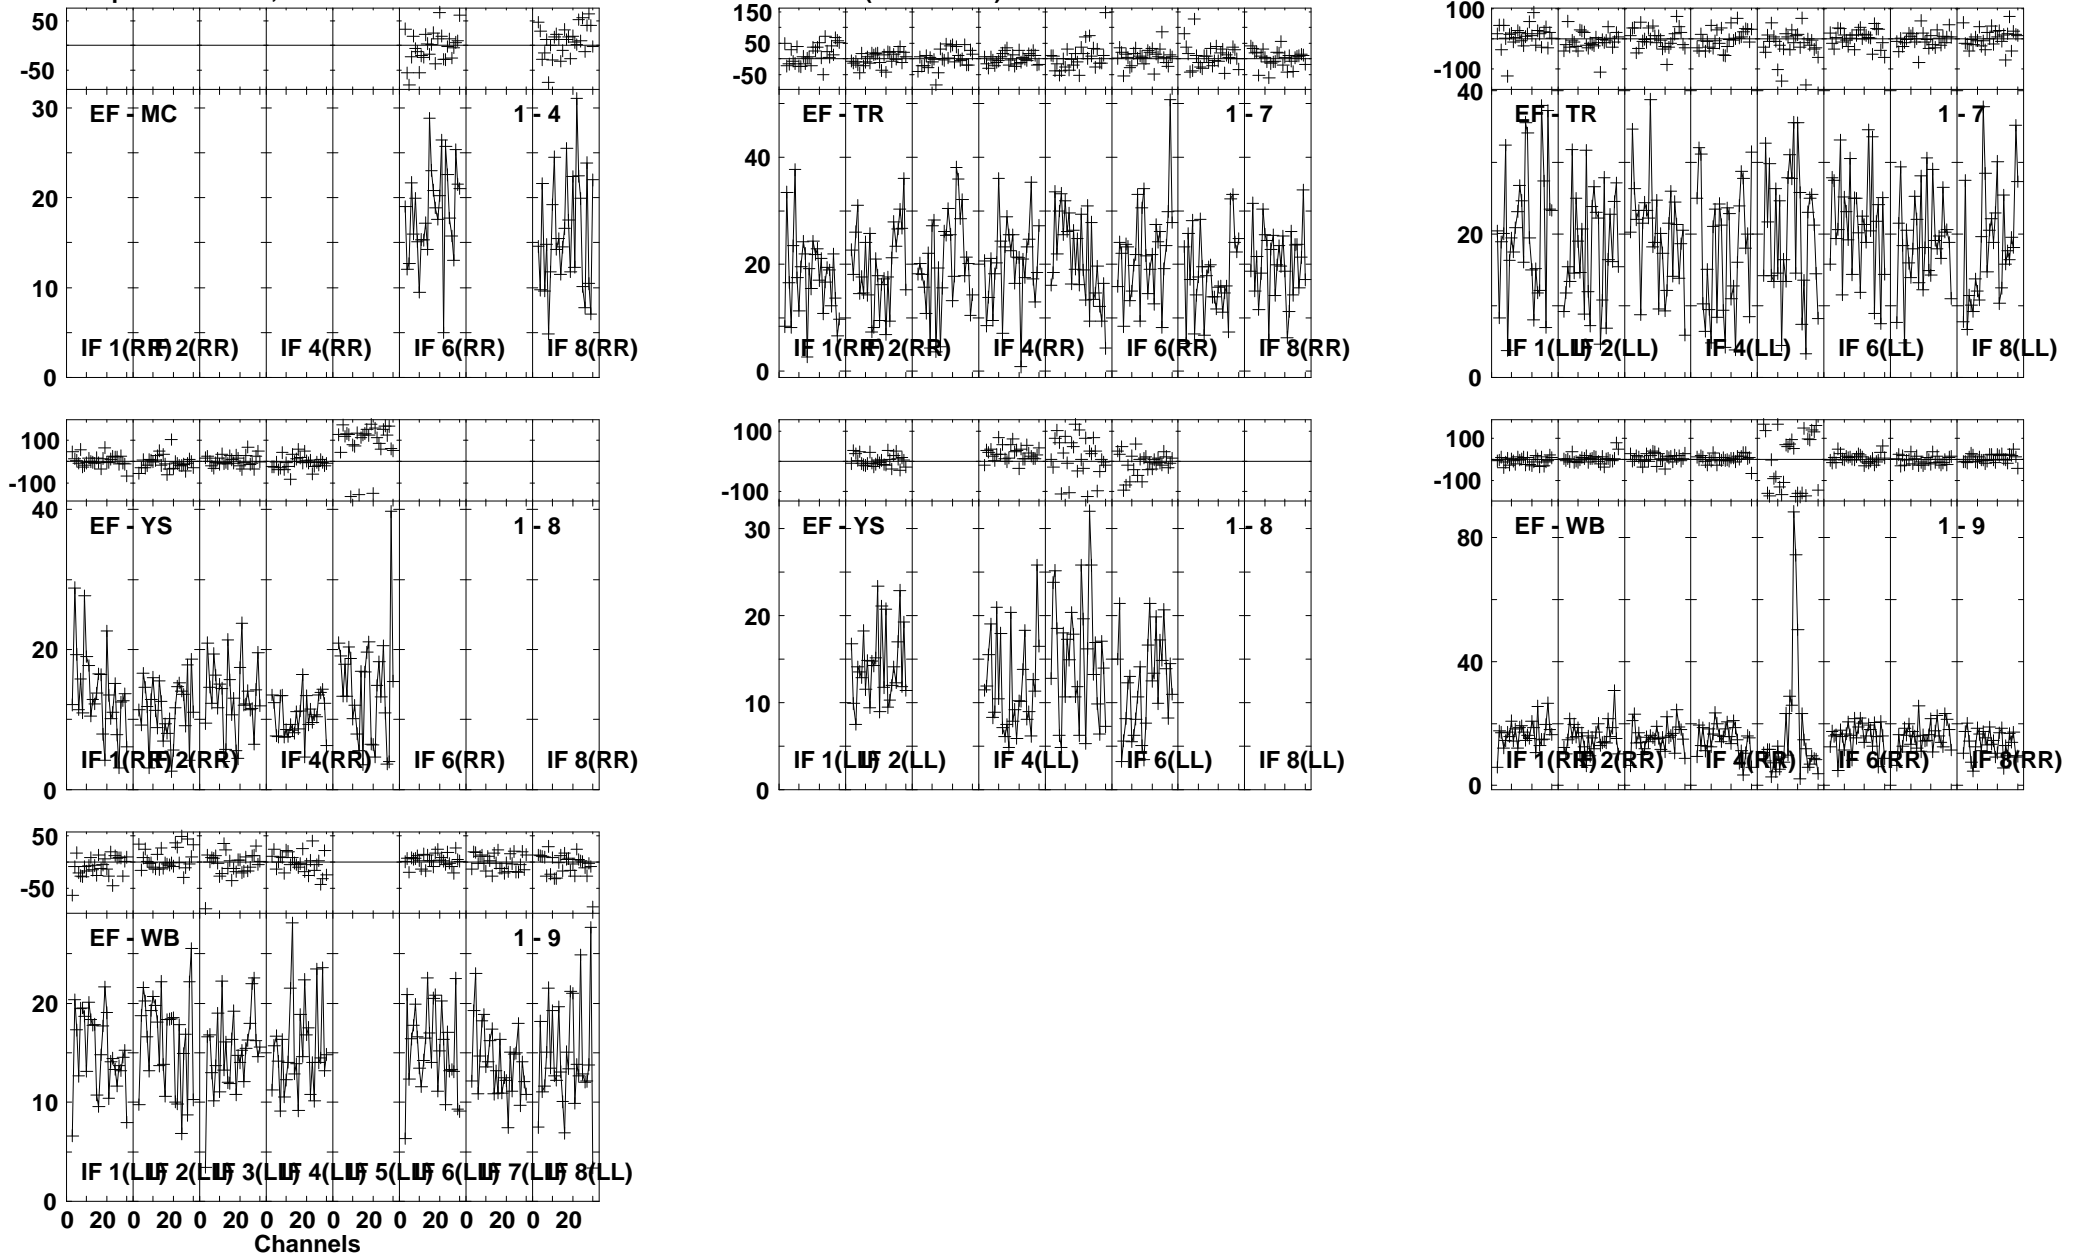 50
-50
30
20
10
0
EF - MC
1 - 4
IF 1(RR)
IF 2(RR)
IF 4(RR)
IF 6(RR)
IF 8(RR)
150
50
-50
40
20
0
EF - TR
1 - 7
IF 1(RR)
IF 2(RR)
IF 4(RR)
IF 6(RR)
IF 8(RR)
100
-100
40
20
0
EF - TR
1 - 7
IF 1(LL)
IF 2(LL)
IF 4(LL)
IF 6(LL)
IF 8(LL)
100
-100
40
20
0
EF - YS
1 - 8
IF 1(RR)
IF 2(RR)
IF 4(RR)
IF 6(RR)
IF 8(RR)
100
-100
30
20
10
0
EF - YS
1 - 8
IF 1(LL)
IF 2(LL)
IF 4(LL)
IF 6(LL)
IF 8(LL)
100
-100
80
40
0
EF - WB
1 - 9
IF 1(RR)
IF 2(RR)
IF 4(RR)
IF 6(RR)
IF 8(RR)
50
-50
20
10
0
EF - WB
1 - 9
IF 1(LL)
IF 2(LL)
IF 3(LL)
IF 4(LL)
IF 5(LL)
IF 6(LL)
IF 7(LL)
IF 8(LL)
0 20 0 20 0 20 0 20 0 20 0 20 0 20 0 20
Channels